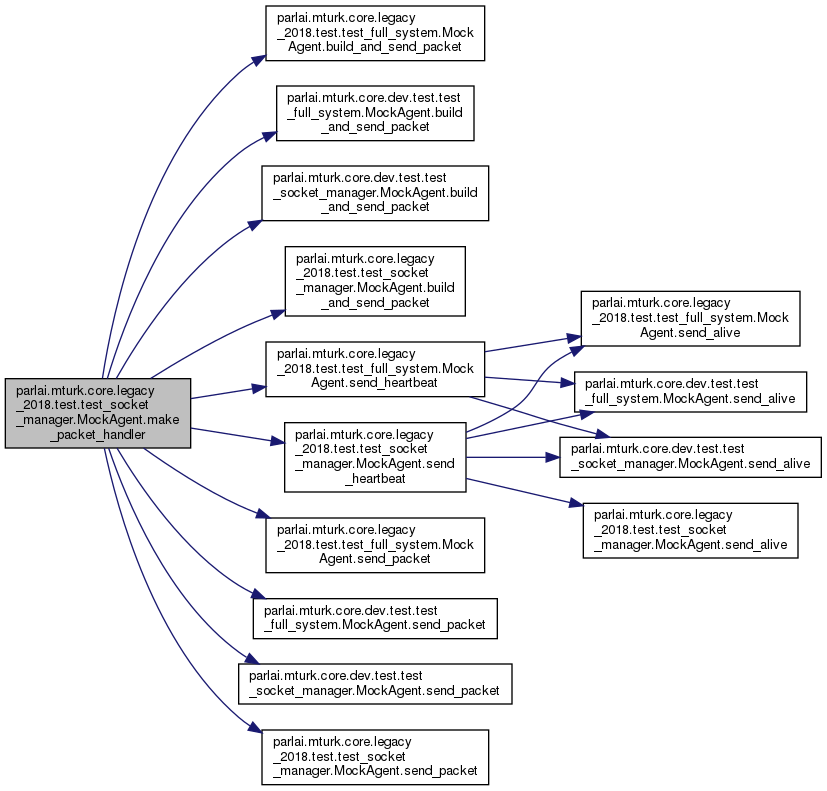 parlai.mturk.core.legacy
_2018.test.test_full_system.Mock
Agent.build_and_send_packet
parlai.mturk.core.dev.test.test
_full_system.MockAgent.build
_and_send_packet
parlai.mturk.core.dev.test.test
_socket_manager.MockAgent.build
_and_send_packet
parlai.mturk.core.legacy
_2018.test.test_socket
_manager.MockAgent.build
_and_send_packet
parlai.mturk.core.legacy
_2018.test.test_full_system.Mock
Agent.send_alive
parlai.mturk.core.legacy
_2018.test.test_full_system.Mock
Agent.send_heartbeat
parlai.mturk.core.dev.test.test
_full_system.MockAgent.send_alive
parlai.mturk.core.legacy
_2018.test.test_socket
_manager.MockAgent.make
_packet_handler
parlai.mturk.core.legacy
_2018.test.test_socket
_manager.MockAgent.send
_heartbeat
parlai.mturk.core.dev.test.test
_socket_manager.MockAgent.send_alive
parlai.mturk.core.legacy
_2018.test.test_socket
_manager.MockAgent.send_alive
parlai.mturk.core.legacy
_2018.test.test_full_system.Mock
Agent.send_packet
parlai.mturk.core.dev.test.test
_full_system.MockAgent.send_packet
parlai.mturk.core.dev.test.test
_socket_manager.MockAgent.send_packet
parlai.mturk.core.legacy
_2018.test.test_socket
_manager.MockAgent.send_packet